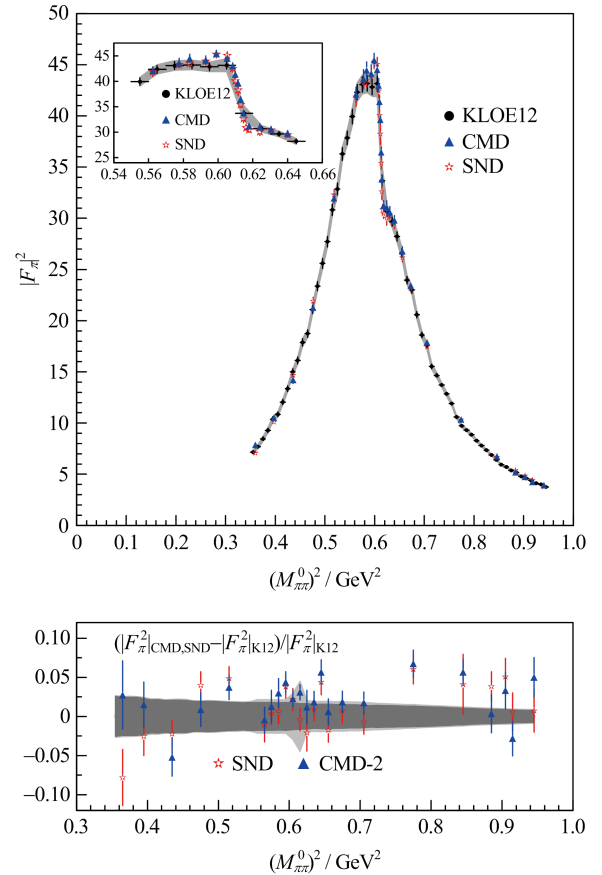 50
45
40
35
30
25
20
15
10
5
0
|Fπ|²
45
40
35
30
25
0.54 0.56 0.58 0.60 0.62 0.64 0.66
KLOE12
CMD
SND
KLOE12
CMD
SND
0 0.1 0.2 0.3 0.4 0.5 0.6 0.7 0.8 0.9 1.0
(M⁰ππ)² / GeV²
(|F²π|CMD,SND−|F²π|K12)/|F²π|K12
0.10
0.05
0
−0.05
−0.10
SND CMD-2
0.3 0.4 0.5 0.6 0.7 0.8 0.9 1.0
(M⁰ππ)² / GeV²